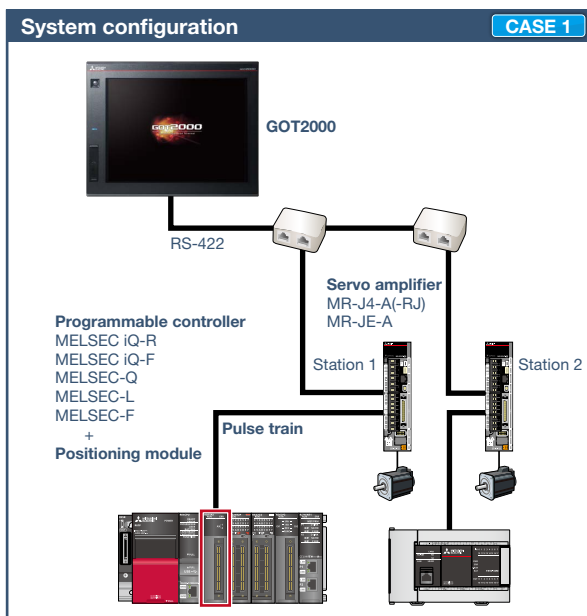 System configuration
CASE 1
GOT2000
GOT2000
RS-422
Servo amplifier
MR-J4-A(-RJ)
MR-JE-A
Programmable controller
MELSEC iQ-R
MELSEC iQ-F
MELSEC-Q
MELSEC-L
MELSEC-F
+
Positioning module
Station 1
Station 2
Pulse train